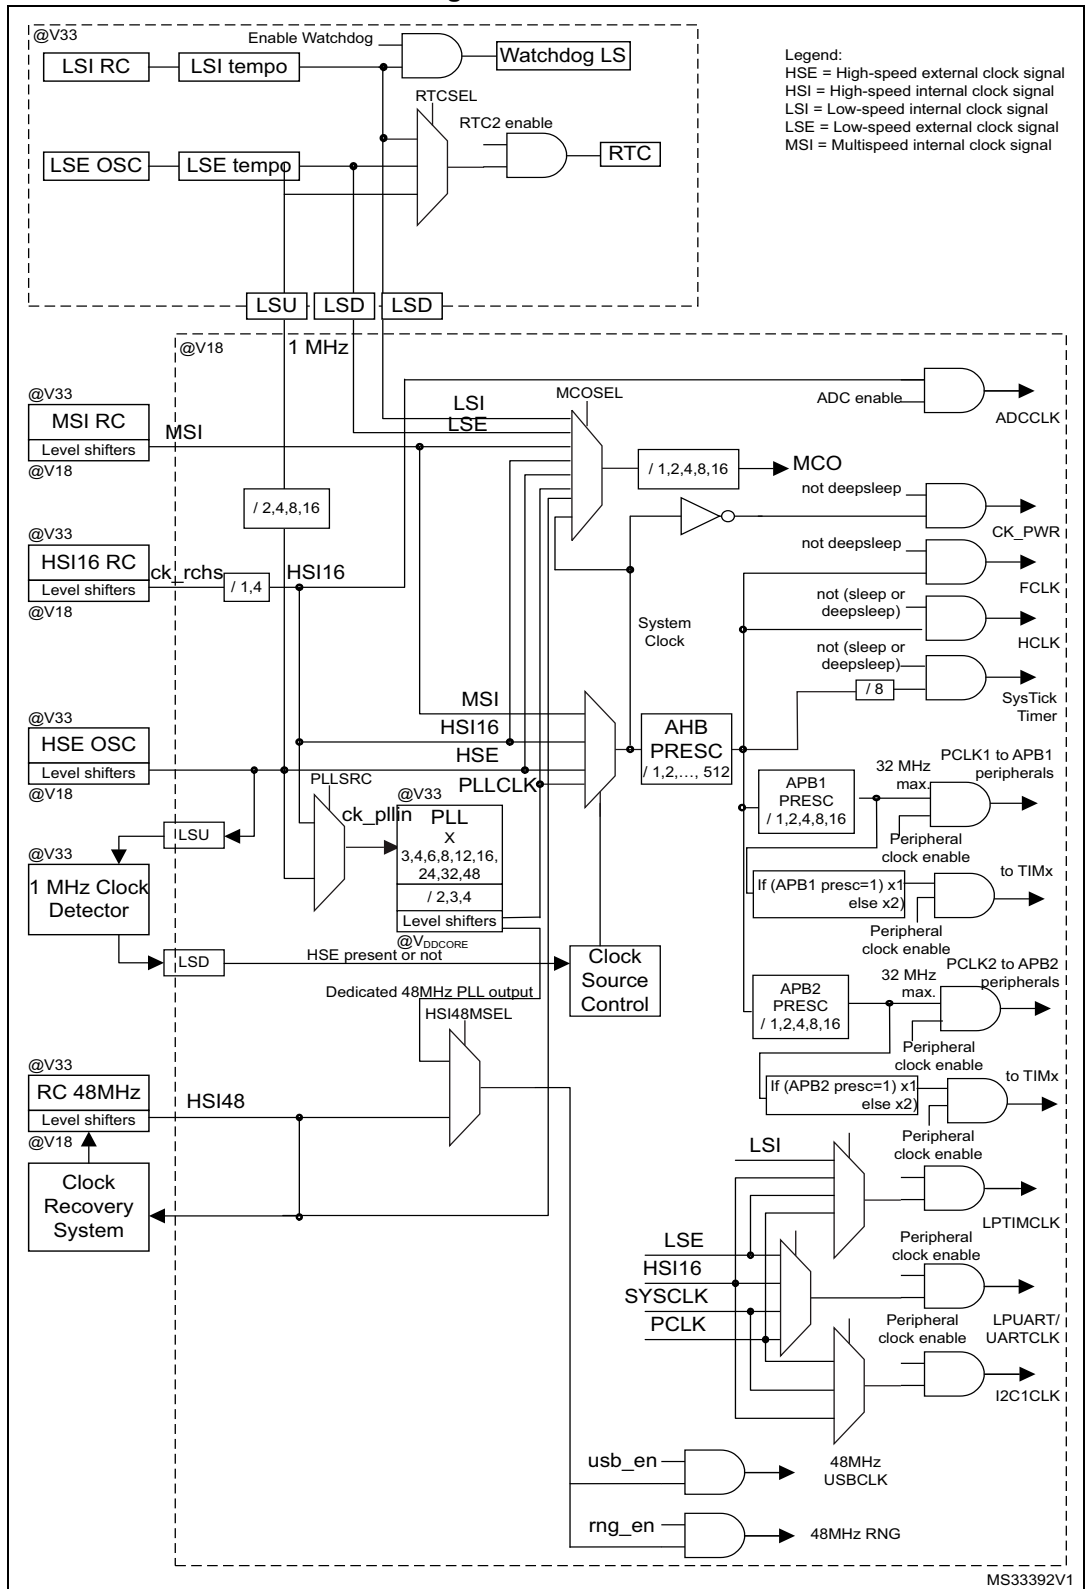 @V33
Enable Watchdog
Watchdog LS
LSI RC
LSI tempo
RTCSEL
RTC2 enable
LSE OSC
LSE tempo
RTC
Legend:
HSE = High-speed external clock signal
HSI = High-speed internal clock signal
LSI = Low-speed internal clock signal
LSE = Low-speed external clock signal
MSI = Multispeed internal clock signal
LSU
LSD
LSD
@V18
1 MHz
@V33
MSI RC
Level shifters
@V18
MSI
LSI
LSE
MCOSEL
ADC enable
ADCCLK
/ 1,2,4,8,16
MCO
/ 2,4,8,16
not deepsleep
CK_PWR
@V33
HSI16 RC
Level shifters
@V18
ck_rchs
/ 1,4
HSI16
not deepsleep
FCLK
not (sleep or
deepsleep)
HCLK
System
Clock
not (sleep or
deepsleep)
/ 8
SysTick
Timer
@V33
HSE OSC
Level shifters
@V18
MSI
HSI16
HSE
PLLCLK
AHB
PRESC
/ 1,2,..., 512
PLLSRC
ck_pllin
@V33
PLL
X
3,4,6,8,12,16,
24,32,48
/ 2,3,4
Level shifters
@VDDCORE
APB1
PRESC
/ 1,2,4,8,16
32 MHz
max.
PCLK1 to APB1
peripherals
Peripheral
clock enable
If (APB1 presc=1) x1
else x2)
to TIMx
Peripheral
clock enable
LSU
@V33
1 MHz Clock
Detector
LSD
HSE present or not
Clock
Source
Control
APB2
PRESC
/ 1,2,4,8,16
32 MHz
max.
PCLK2 to APB2
peripherals
Peripheral
clock enable
If (APB2 presc=1) x1
else x2)
to TIMx
Peripheral
clock enable
Dedicated 48MHz PLL output
HSI48MSEL
@V33
RC 48MHz
Level shifters
@V18
HSI48
Clock
Recovery
System
LSI
LPTIMCLK
LSE
HSI16
SYSCLK
PCLK
Peripheral
clock enable
LPUART/
UARTCLK
Peripheral
clock enable
I2C1CLK
usb_en
48MHz
USBCLK
rng_en
48MHz RNG
MS33392V1